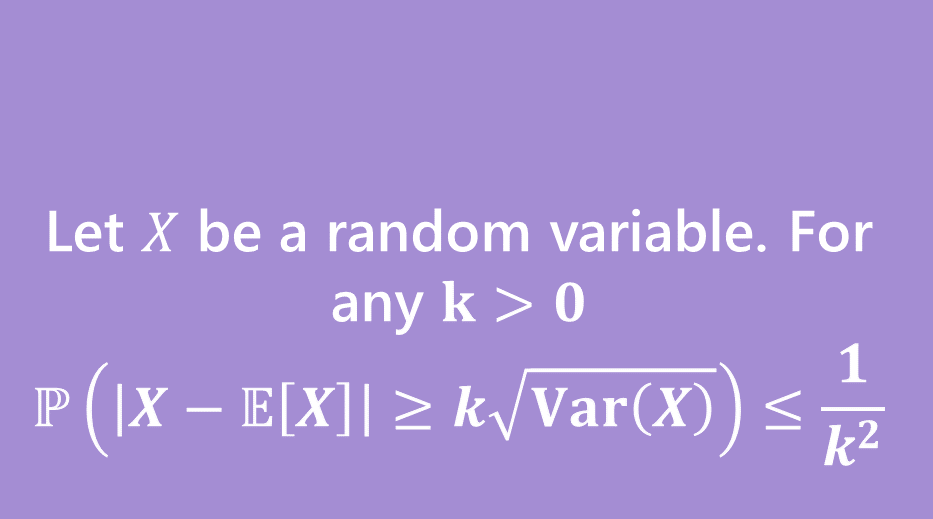 Let X be a random variable. For
any k > 0
ℙ(|X − 𝔼[X]| ≥ k√Var(X)) ≤ 1/k²